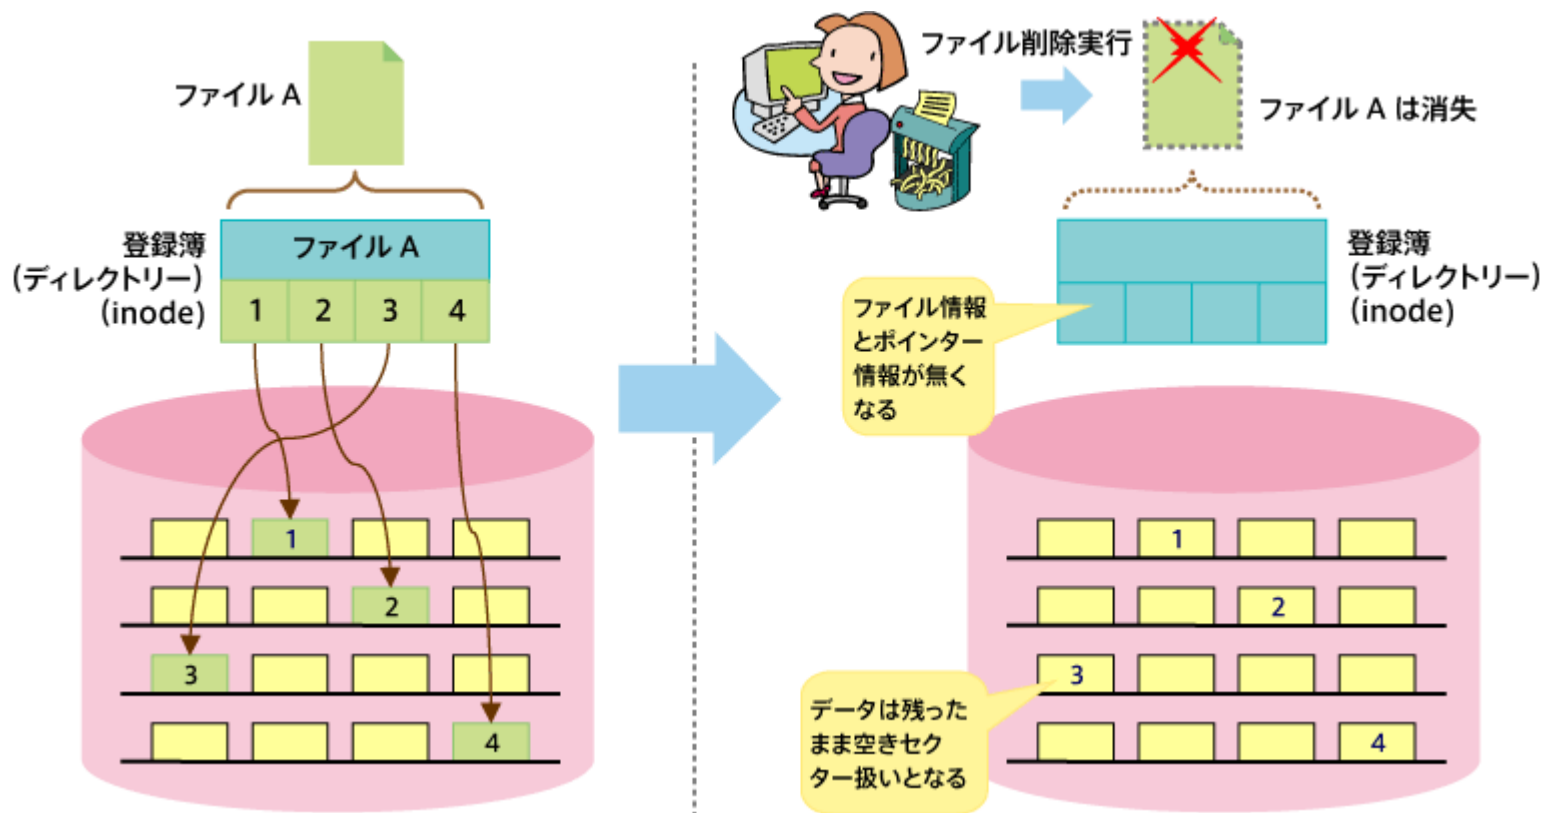 ファイル A
登録簿
(ディレクトリー)
(inode)
ファイル A
1
2
3
4
1
2
3
4
ファイル削除実行
ファイル A は消失
登録簿
(ディレクトリー)
(inode)
ファイル情報
とポインター
情報が無く
なる
1
2
3
4
データは残った
まま空きセク
ター扱いとなる